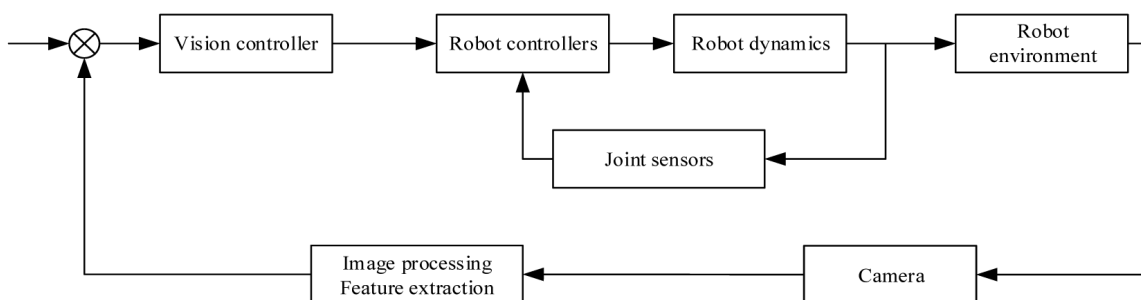 Vision controller
Robot controllers
Robot dynamics
Robot
environment
Joint sensors
Image processing
Feature extraction
Camera